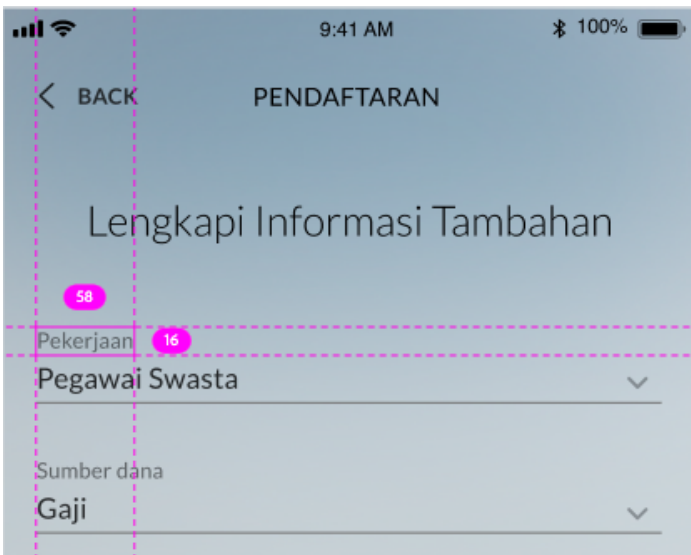 9:41 AM 100%
BACK PENDAFTARAN
Lengkapi Informasi Tambahan
58
Pekerjaan 16
Pegawai Swasta
Sumber dana
Gaji